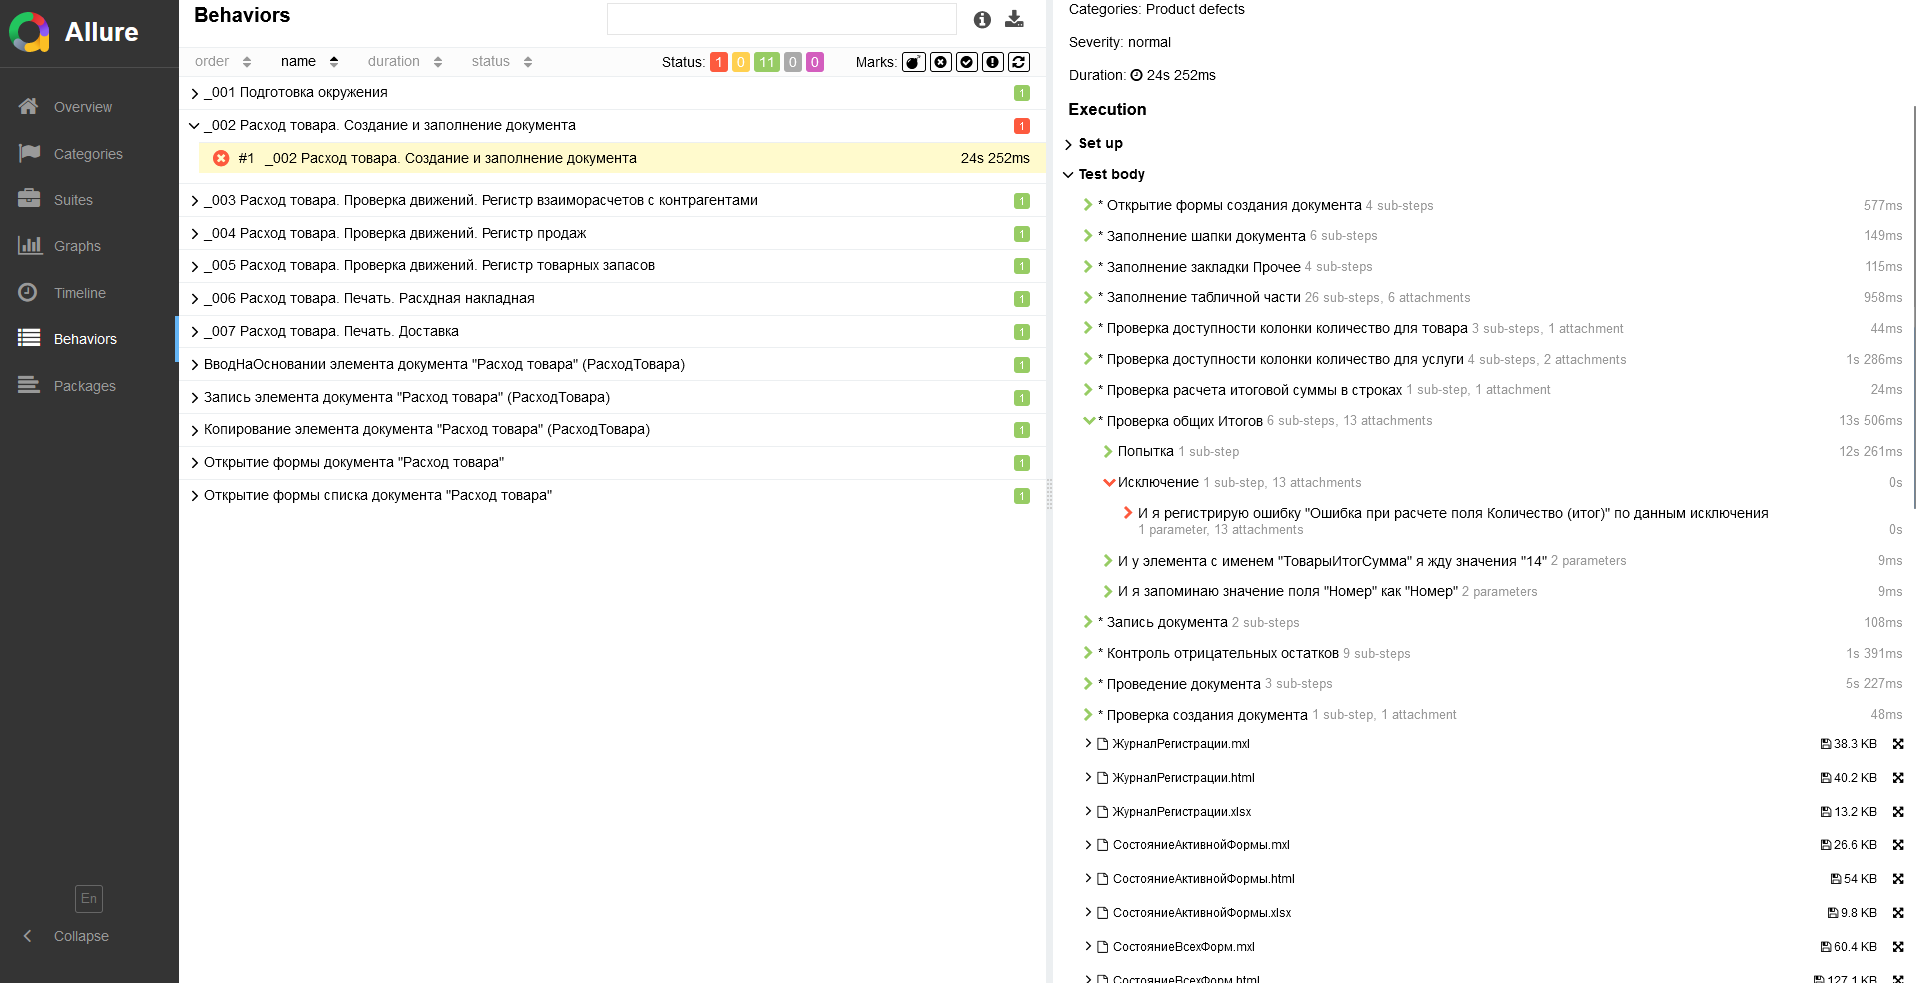 Allure
Overview
Categories
Suites
Graphs
Timeline
Behaviors
Packages
En
Collapse
Behaviors
order name duration status Status: 1 0 11 0 0 Marks:
_001 Подготовка окружения 1
_002 Расход товара. Создание и заполнение документа 1
#1 _002 Расход товара. Создание и заполнение документа 24s 252ms
_003 Расход товара. Проверка движений. Регистр взаиморасчетов с контрагентами 1
_004 Расход товара. Проверка движений. Регистр продаж 1
_005 Расход товара. Проверка движений. Регистр товарных запасов 1
_006 Расход товара. Печать. Расхдная накладная 1
_007 Расход товара. Печать. Доставка 1
ВводНаОсновании элемента документа "Расход товара" (РасходТовара) 1
Запись элемента документа "Расход товара" (РасходТовара) 1
Копирование элемента документа "Расход товара" (РасходТовара) 1
Открытие формы документа "Расход товара" 1
Открытие формы списка документа "Расход товара" 1
Categories: Product defects
Severity: normal
Duration: 24s 252ms
Execution
Set up
Test body
* Открытие формы создания документа 4 sub-steps 577ms
* Заполнение шапки документа 6 sub-steps 149ms
* Заполнение закладки Прочее 4 sub-steps 115ms
* Заполнение табличной части 26 sub-steps, 6 attachments 958ms
* Проверка доступности колонки количество для товара 3 sub-steps, 1 attachment 44ms
* Проверка доступности колонки количество для услуги 4 sub-steps, 2 attachments 1s 286ms
* Проверка расчета итоговой суммы в строках 1 sub-step, 1 attachment 24ms
* Проверка общих Итогов 6 sub-steps, 13 attachments 13s 506ms
Попытка 1 sub-step 12s 261ms
Исключение 1 sub-step, 13 attachments 0s
И я регистрирую ошибку "Ошибка при расчете поля Количество (итог)" по данным исключения
1 parameter, 13 attachments 0s
И у элемента с именем "ТоварыИтогСумма" я жду значения "14" 2 parameters 9ms
И я запоминаю значение поля "Номер" как "Номер" 2 parameters 9ms
* Запись документа 2 sub-steps 108ms
* Контроль отрицательных остатков 9 sub-steps 1s 391ms
* Проведение документа 3 sub-steps 5s 227ms
* Проверка создания документа 1 sub-step, 1 attachment 48ms
ЖурналРегистрации.mxl 38.3 KB
ЖурналРегистрации.html 40.2 KB
ЖурналРегистрации.xlsx 13.2 KB
СостояниеАктивнойФормы.mxl 26.6 KB
СостояниеАктивнойФормы.html 54 KB
СостояниеАктивнойФормы.xlsx 9.8 KB
СостояниеВсехФорм.mxl 60.4 KB
СостояниеВсехФорм.html 127.1 KB